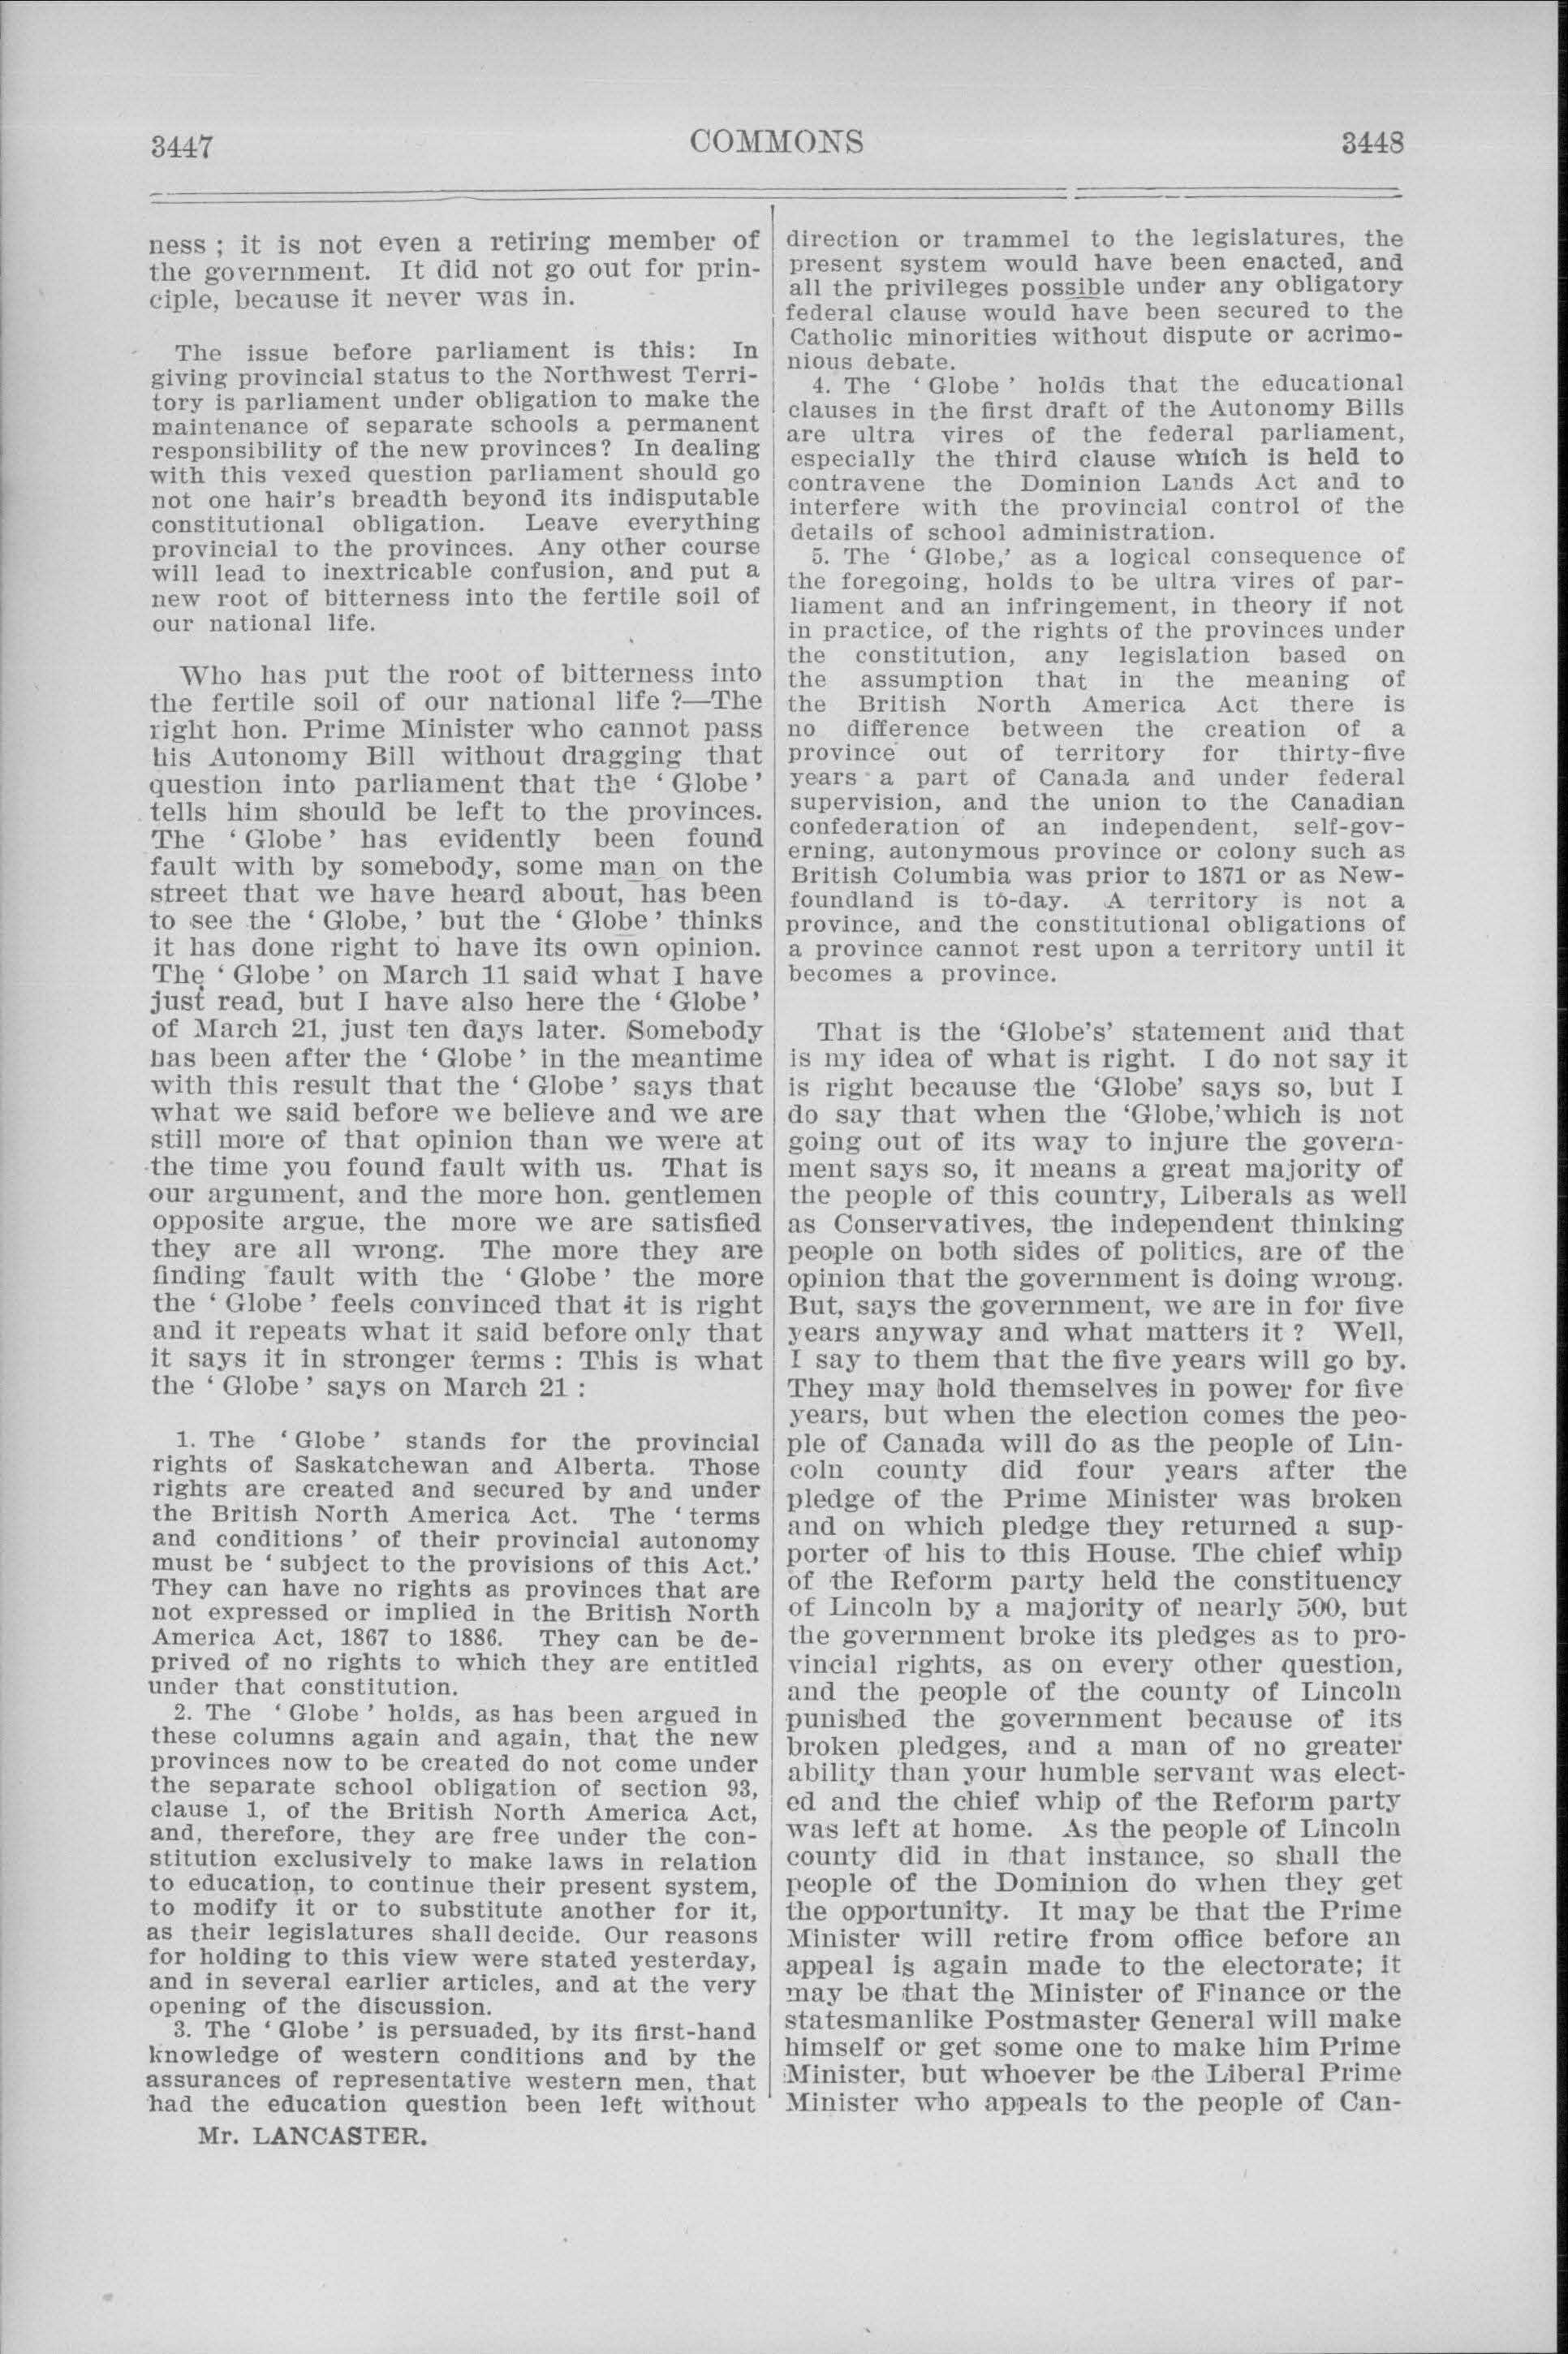 3447
COMMONS
3448
ness ; it is not even a retiring member of
the government. It did not go out for prin-
ciple, because it never was in.
The issue before parliament is this: In
giving provincial status to the Northwest Terri-
tory is parliament under obligation to make the
maintenance of separate schools a permanent
responsibility of the new provinces? In dealing
with this vexed question parliament should go
not one hair's breadth beyond its indisputable
constitutional obligation. Leave everything
provincial to the provinces. Any other course
will lead to inextricable confusion, and put a
new root of bitterness into the fertile soil of
our national life.
Who has put the root of bitterness into
the fertile soil of our national life ?—The
right hon. Prime Minister who cannot pass
his Autonomy Bill without dragging that
question into parliament that the ' Globe '
tells him should be left to the provinces.
The ' Globe ' has evidently been found
fault with by somebody, some man on the
street that we have heard about, has been
to see the ' Globe, ' but the ' Globe ' thinks
it has done right to have its own opinion.
The ' Globe ' on March 11 said what I have
just read, but I have also here the ' Globe '
of March 21, just ten days later. Somebody
has been after the ' Globe ' in the meantime
with this result that the ' Globe ' says that
what we said before we believe and we are
still more of that opinion than we were at
the time you found fault with us. That is
our argument, and the more hon. gentlemen
opposite argue, the more we are satisfied
they are all wrong. The more they are
finding fault with the ' Globe ' the more
the ' Globe ' feels convinced that it is right
and it repeats what it said before only that
it says it in stronger terms : This is what
the ' Globe ' says on March 21 :
1. The ' Globe ' stands for the provincial
rights of Saskatchewan and Alberta. Those
rights are created and secured by and under
the British North America Act. The ' terms
and conditions ' of their provincial autonomy
must be ' subject to the provisions of this Act.'
They can have no rights as provinces that are
not expressed or implied in the British North
America Act, 1867 to 1886. They can be de-
prived of no rights to which they are entitled
under that constitution.
2. The ' Globe ' holds, as has been argued in
these columns again and again, that the new
provinces now to be created do not come under
the separate school obligation of section 93,
clause 1, of the British North America Act,
and, therefore, they are free under the con-
stitution exclusively to make laws in relation
to education, to continue their present system,
to modify it or to substitute another for it,
as their legislatures shall decide. Our reasons
for holding to this view were stated yesterday,
and in several earlier articles, and at the very
opening of the discussion.
3. The ' Globe ' is persuaded, by its first-hand
knowledge of western conditions and by the
assurances of representative western men, that
had the education question been left without
Mr. LANCASTER.
direction or trammel to the legislatures, the
present system would have been enacted, and
all the privileges possible under any obligatory
federal clause would have been secured to the
Catholic minorities without dispute or acrimo-
nious debate.
4. The ' Globe ' holds that the educational
clauses in the first draft of the Autonomy Bills
are ultra vires of the federal parliament,
especially the third clause which is held to
contravene the Dominion Lands Act and to
interfere with the provincial control of the
details of school administration.
5. The ' Globe,' as a logical consequence of
the foregoing, holds to be ultra vires of par-
liament and an infringement, in theory if not
in practice, of the rights of the provinces under
the constitution, any legislation based on
the assumption that in the meaning of
the British North America Act there is
no difference between the creation of a
province out of territory for thirty-five
years a part of Canada and under federal
supervision, and the union to the Canadian
confederation of an independent, self-gov-
erning, autonymous province or colony such as
British Columbia was prior to 1871 or as New-
foundland is to-day. A territory is not a
province, and the constitutional obligations of
a province cannot rest upon a territory until it
becomes a province.
That is the 'Globe's' statement and that
is my idea of what is right. I do not say it
is right because the 'Globe' says so, but I
do say that when the 'Globe,'which is not
going out of its way to injure the govern-
ment says so, it means a great majority of
the people of this country, Liberals as well
as Conservatives, the independent thinking
people on both sides of politics, are of the
opinion that the government is doing wrong.
But, says the government, we are in for five
years anyway and what matters it ? Well,
I say to them that the five years will go by.
They may hold themselves in power for five
years, but when the election comes the peo-
ple of Canada will do as the people of Lin-
coln county did four years after the
pledge of the Prime Minister was broken
and on which pledge they returned a sup-
porter of his to this House. The chief whip
of the Reform party held the constituency
of Lincoln by a majority of nearly 500, but
the government broke its pledges as to pro-
vincial rights, as on every other question,
and the people of the county of Lincoln
punished the government because of its
broken pledges, and a man of no greater
ability than your humble servant was elect-
ed and the chief whip of the Reform party
was left at home. As the people of Lincoln
county did in that instance, so shall the
people of the Dominion do when they get
the opportunity. It may be that the Prime
Minister will retire from office before an
appeal is again made to the electorate; it
may be that the Minister of Finance or the
statesmanlike Postmaster General will make
himself or get some one to make him Prime
Minister, but whoever be the Liberal Prime
Minister who appeals to the people of Can-